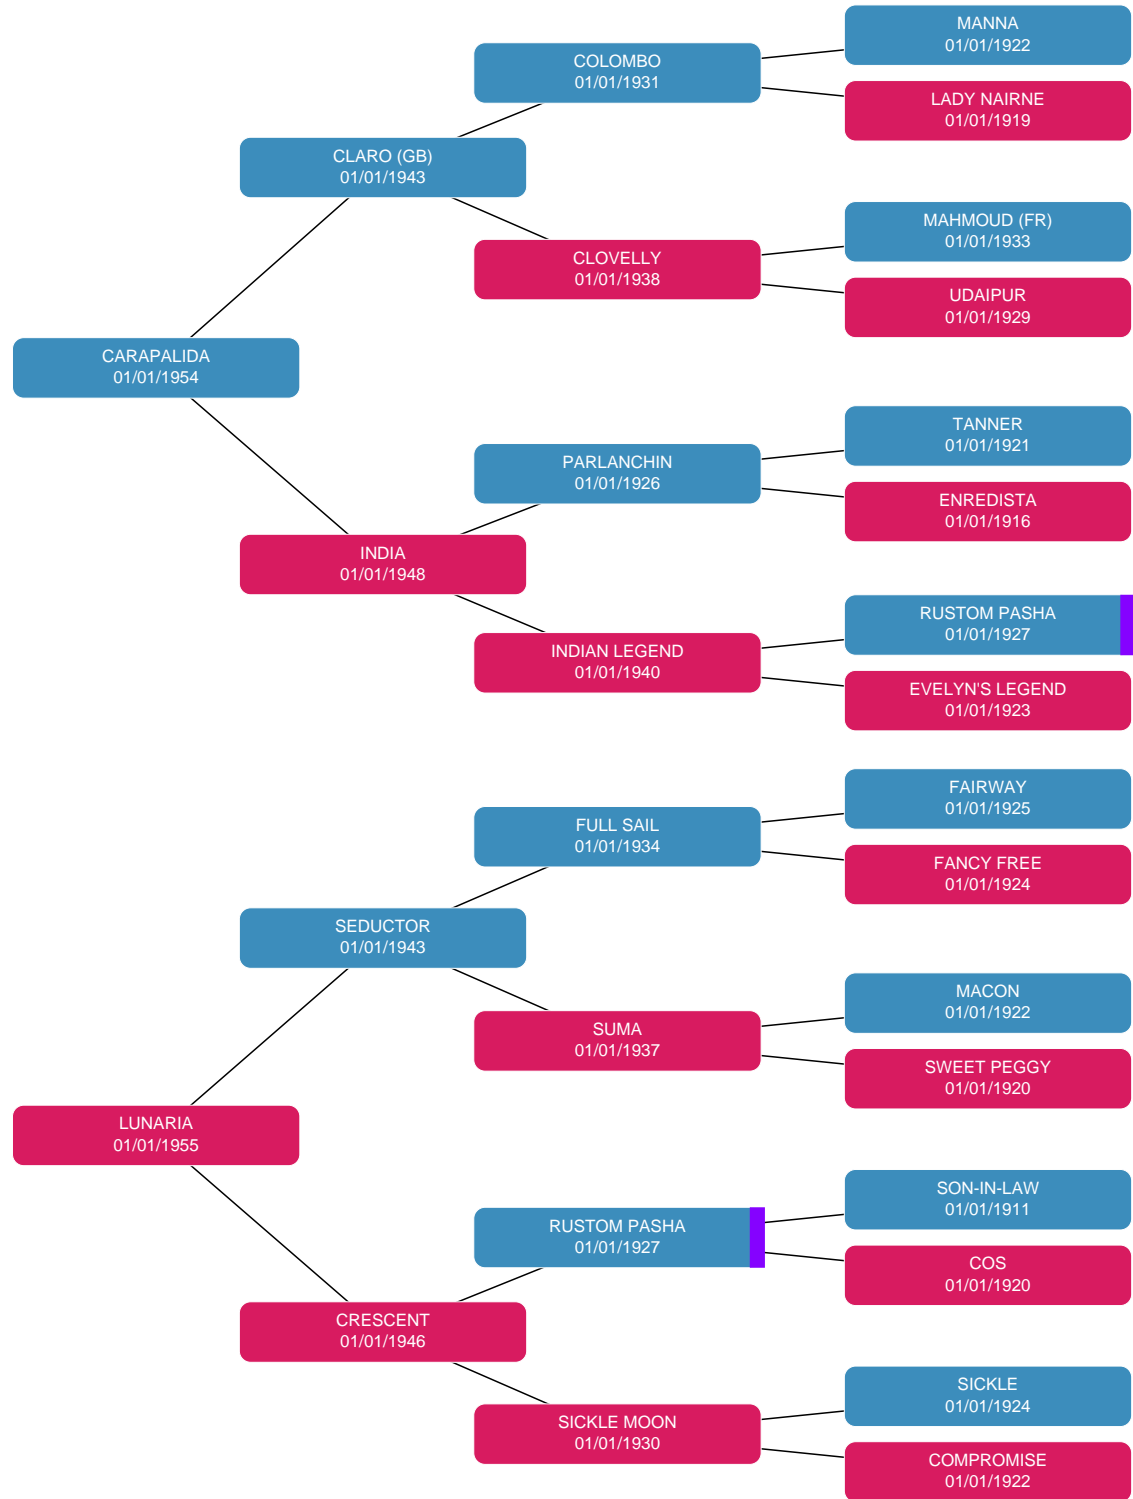 MANNA
01/01/1922
COLOMBO
01/01/1931
LADY NAIRNE
01/01/1919
CLARO (GB)
01/01/1943
MAHMOUD (FR)
01/01/1933
CLOVELLY
01/01/1938
UDAIPUR
01/01/1929
CARAPALIDA
01/01/1954
TANNER
01/01/1921
PARLANCHIN
01/01/1926
ENREDISTA
01/01/1916
INDIA
01/01/1948
RUSTOM PASHA
01/01/1927
INDIAN LEGEND
01/01/1940
EVELYN'S LEGEND
01/01/1923
FAIRWAY
01/01/1925
FULL SAIL
01/01/1934
FANCY FREE
01/01/1924
SEDUCTOR
01/01/1943
MACON
01/01/1922
SUMA
01/01/1937
SWEET PEGGY
01/01/1920
LUNARIA
01/01/1955
SON-IN-LAW
01/01/1911
RUSTOM PASHA
01/01/1927
COS
01/01/1920
CRESCENT
01/01/1946
SICKLE
01/01/1924
SICKLE MOON
01/01/1930
COMPROMISE
01/01/1922